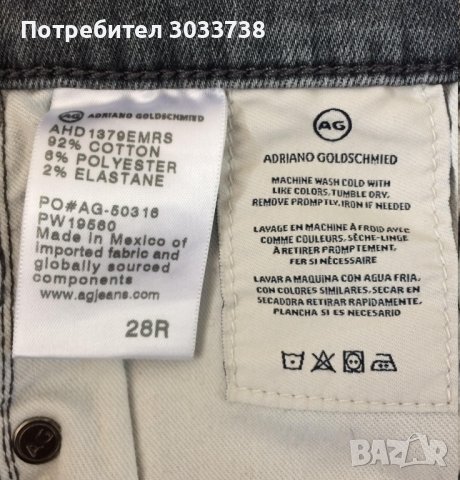 Потребител 3033738
AG ADRIANO GOLDSCHMIED
AHD1379EMRS
92% COTTON
6% POLYESTER
2% ELASTANE
PO#AG-50316
PW19560
Made in Mexico of
imported fabric and
globally sourced
components
www.agjeans.com
28R
AG
ADRIANO GOLDSCHMIED
MACHINE WASH COLD WITH
LIKE COLORS, TUMBLE DRY.
REMOVE PROMPTLY, IRON IF NEEDED
LAVAGE EN MACHINE À FROID AVEC
COMME COULEURS, SÈCHE-LINGE
À RETIRER PROMPTEMENT,
FER SI NÉCESSAIRE
LAVAR A MAQUINA CON AGUA FRIA,
CON COLORES SIMILARES, SECAR EN
SECADORA RETIRAR RAPIDAMENTE,
PLANCHA SI ES NECESARIO
AG
BAZAR.BG